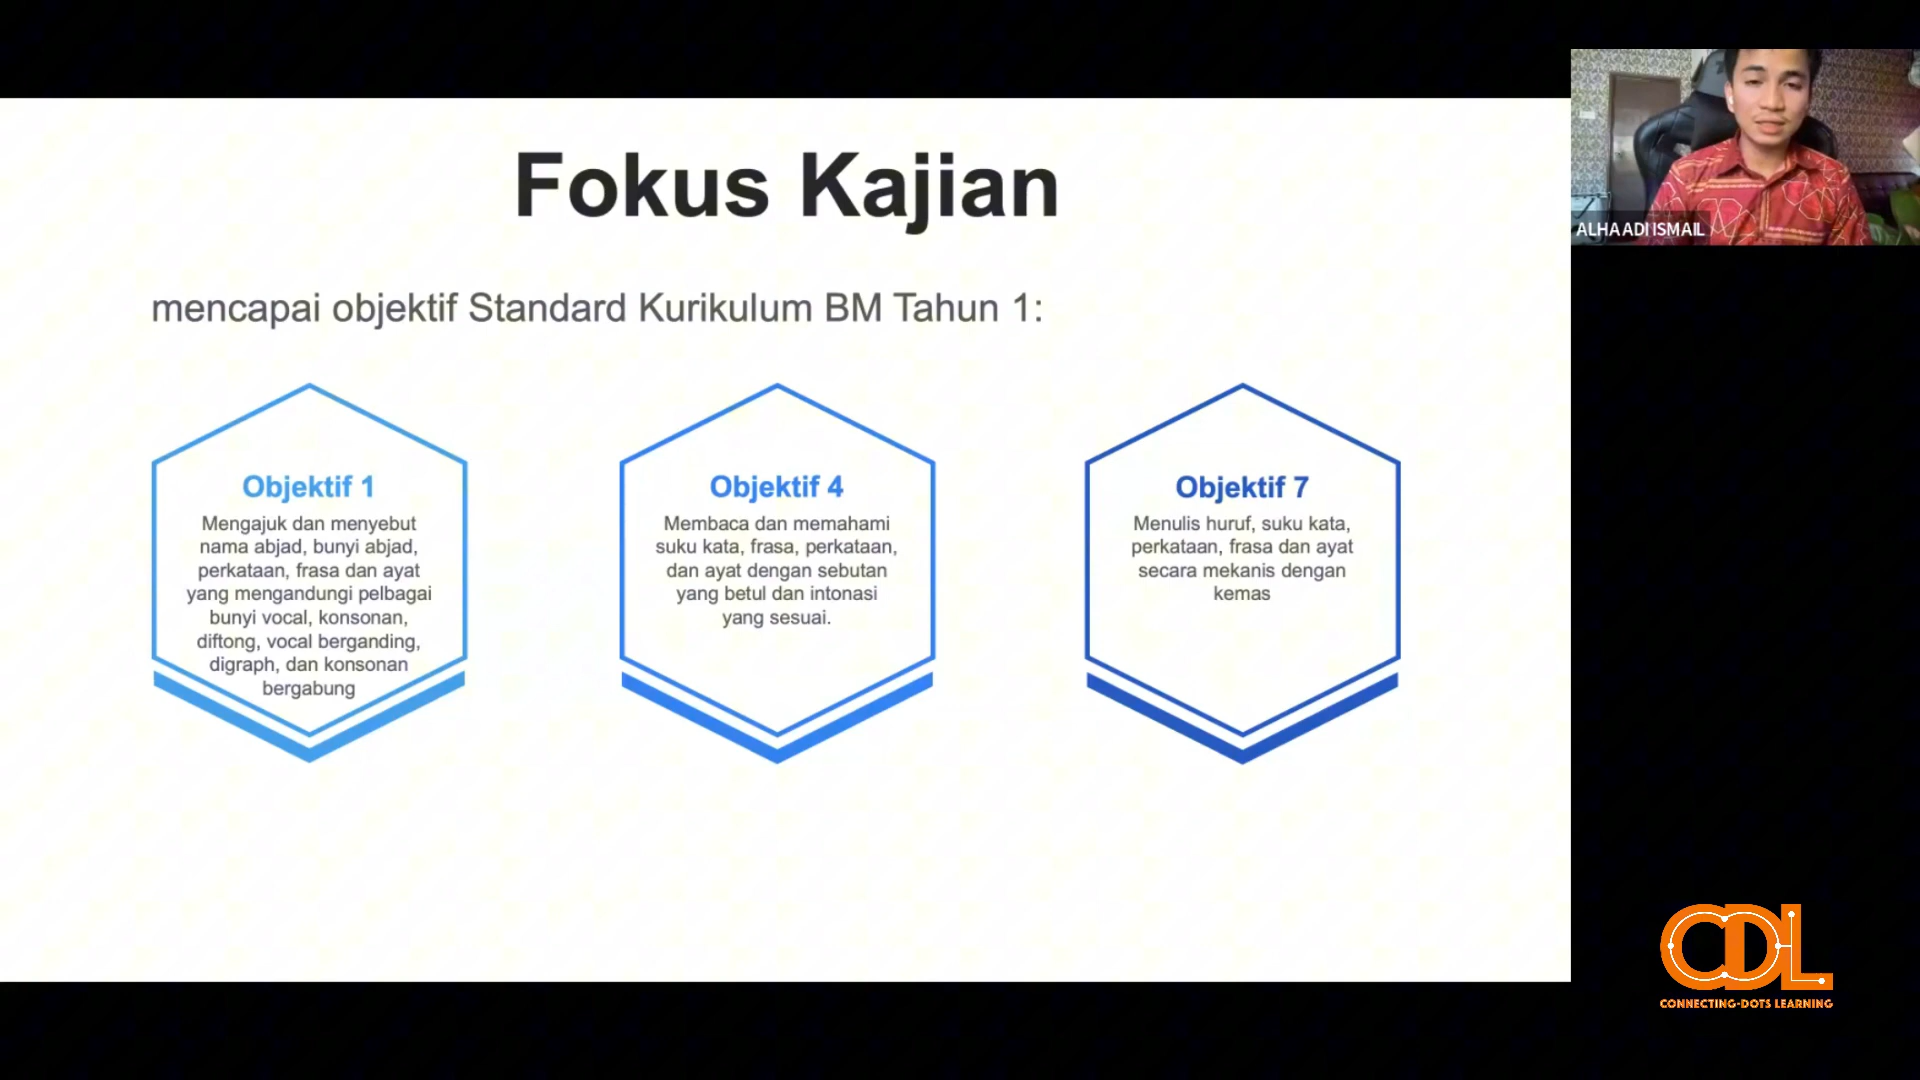 Fokus Kajian
mencapai objektif Standard Kurikulum BM Tahun 1:
Objektif 1
Mengajuk dan menyebut
nama abjad, bunyi abjad,
perkataan, frasa dan ayat
yang mengandungi pelbagai
bunyi vocal, konsonan,
diftong, vocal berganding,
digraph, dan konsonan
bergabung
Objektif 4
Membaca dan memahami
suku kata, frasa, perkataan,
dan ayat dengan sebutan
yang betul dan intonasi
yang sesuai.
Objektif 7
Menulis huruf, suku kata,
perkataan, frasa dan ayat
secara mekanis dengan
kemas
ALHAADI ISMAIL
CDL
CONNECTING-DOTS LEARNING